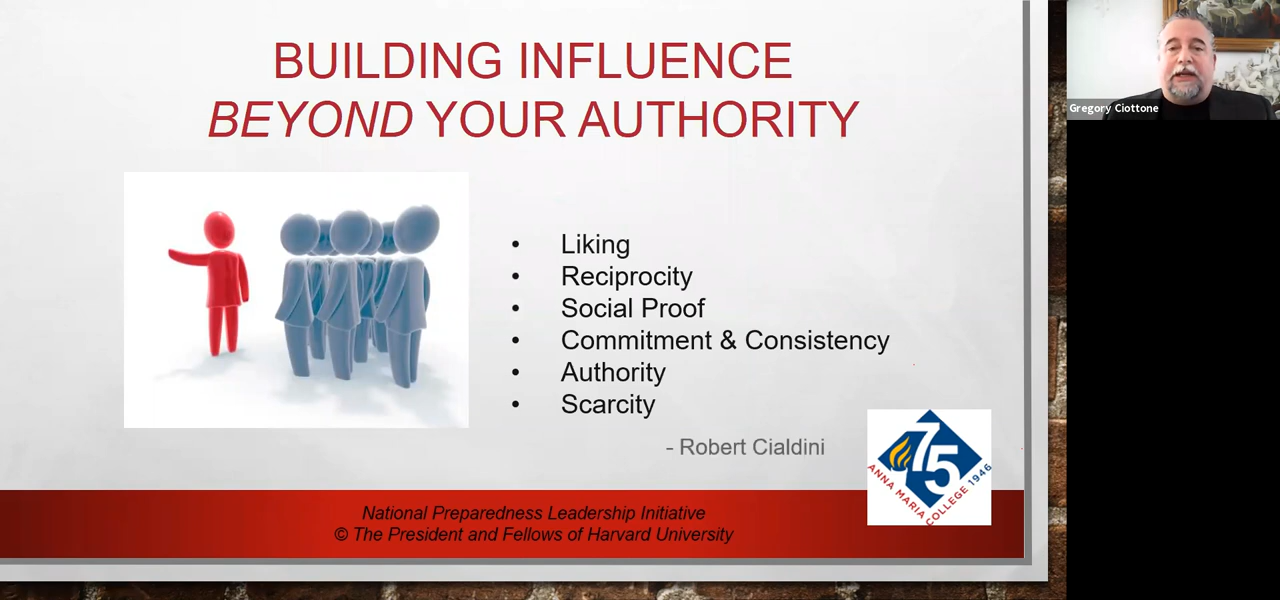 BUILDING INFLUENCE
BEYOND YOUR AUTHORITY
• Liking
• Reciprocity
• Social Proof
• Commitment & Consistency
• Authority
• Scarcity
- Robert Cialdini
75
ANNA MARIA COLLEGE 1946
National Preparedness Leadership Initiative
© The President and Fellows of Harvard University
Gregory Ciottone